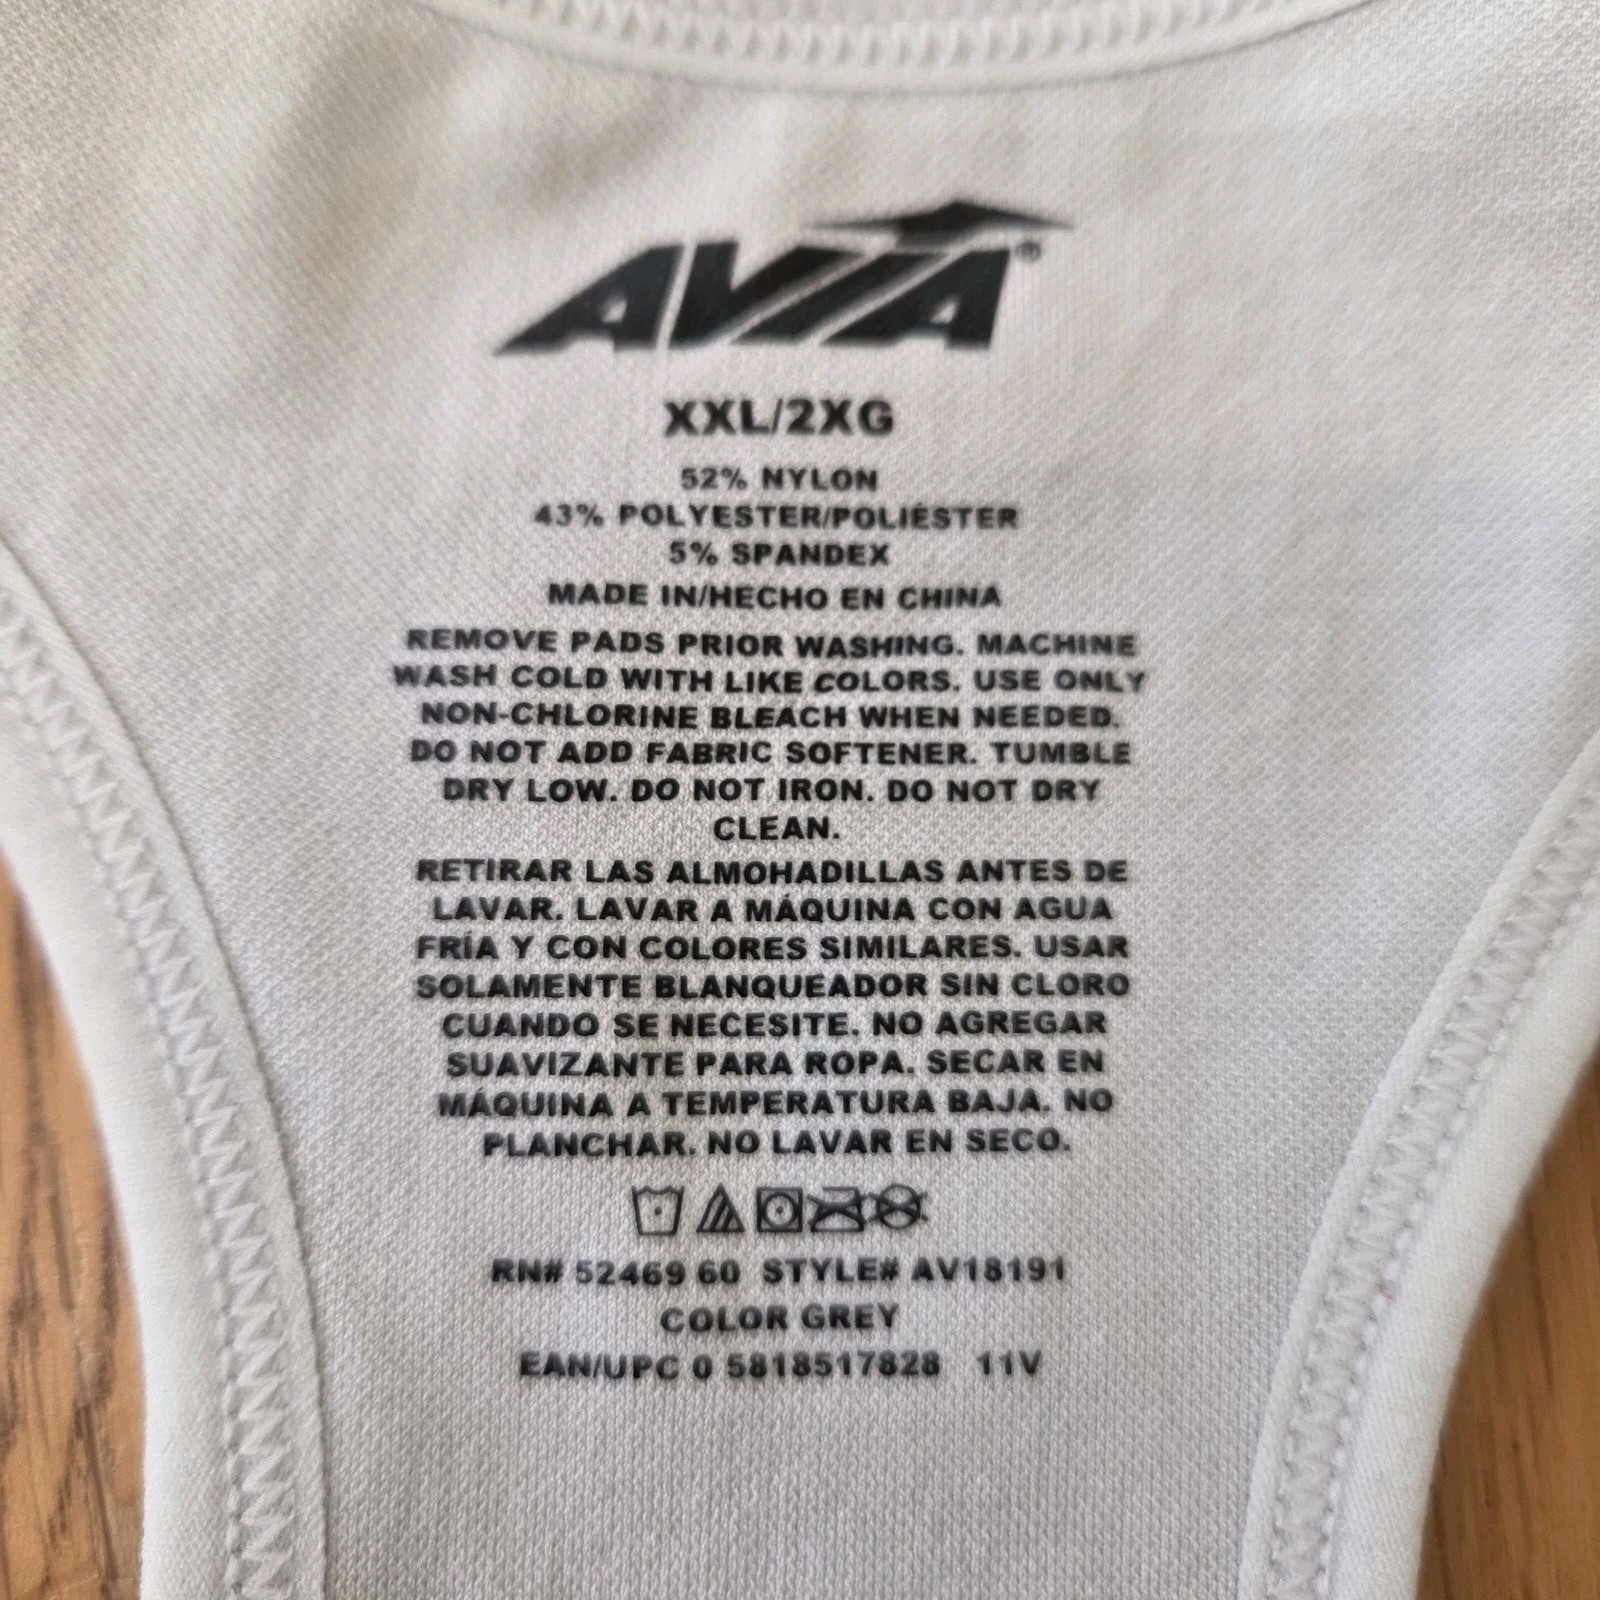 AVIA®
XXL/2XG
52% NYLON
43% POLYESTER/POLIÉSTER
5% SPANDEX
MADE IN/HECHO EN CHINA
REMOVE PADS PRIOR WASHING. MACHINE
WASH COLD WITH LIKE COLORS. USE ONLY
NON-CHLORINE BLEACH WHEN NEEDED.
DO NOT ADD FABRIC SOFTENER. TUMBLE
DRY LOW. DO NOT IRON. DO NOT DRY
CLEAN.
RETIRAR LAS ALMOHADILLAS ANTES DE
LAVAR. LAVAR A MÁQUINA CON AGUA
FRÍA Y CON COLORES SIMILARES. USAR
SOLAMENTE BLANQUEADOR SIN CLORO
CUANDO SE NECESITE. NO AGREGAR
SUAVIZANTE PARA ROPA. SECAR EN
MÁQUINA A TEMPERATURA BAJA. NO
PLANCHAR. NO LAVAR EN SECO.
RN# 52469 60 STYLE# AV18191
COLOR GREY
EAN/UPC 0 5818517828 11V